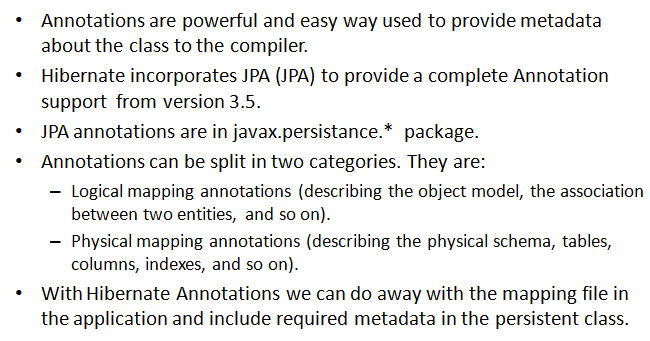 • Annotations are powerful and easy way used to provide metadata
about the class to the compiler.
• Hibernate incorporates JPA (JPA) to provide a complete Annotation
support from version 3.5.
• JPA annotations are in javax.persistance.* package.
• Annotations can be split in two categories. They are:
– Logical mapping annotations (describing the object model, the association
between two entities, and so on).
– Physical mapping annotations (describing the physical schema, tables,
columns, indexes, and so on).
• With Hibernate Annotations we can do away with the mapping file in
the application and include required metadata in the persistent class.